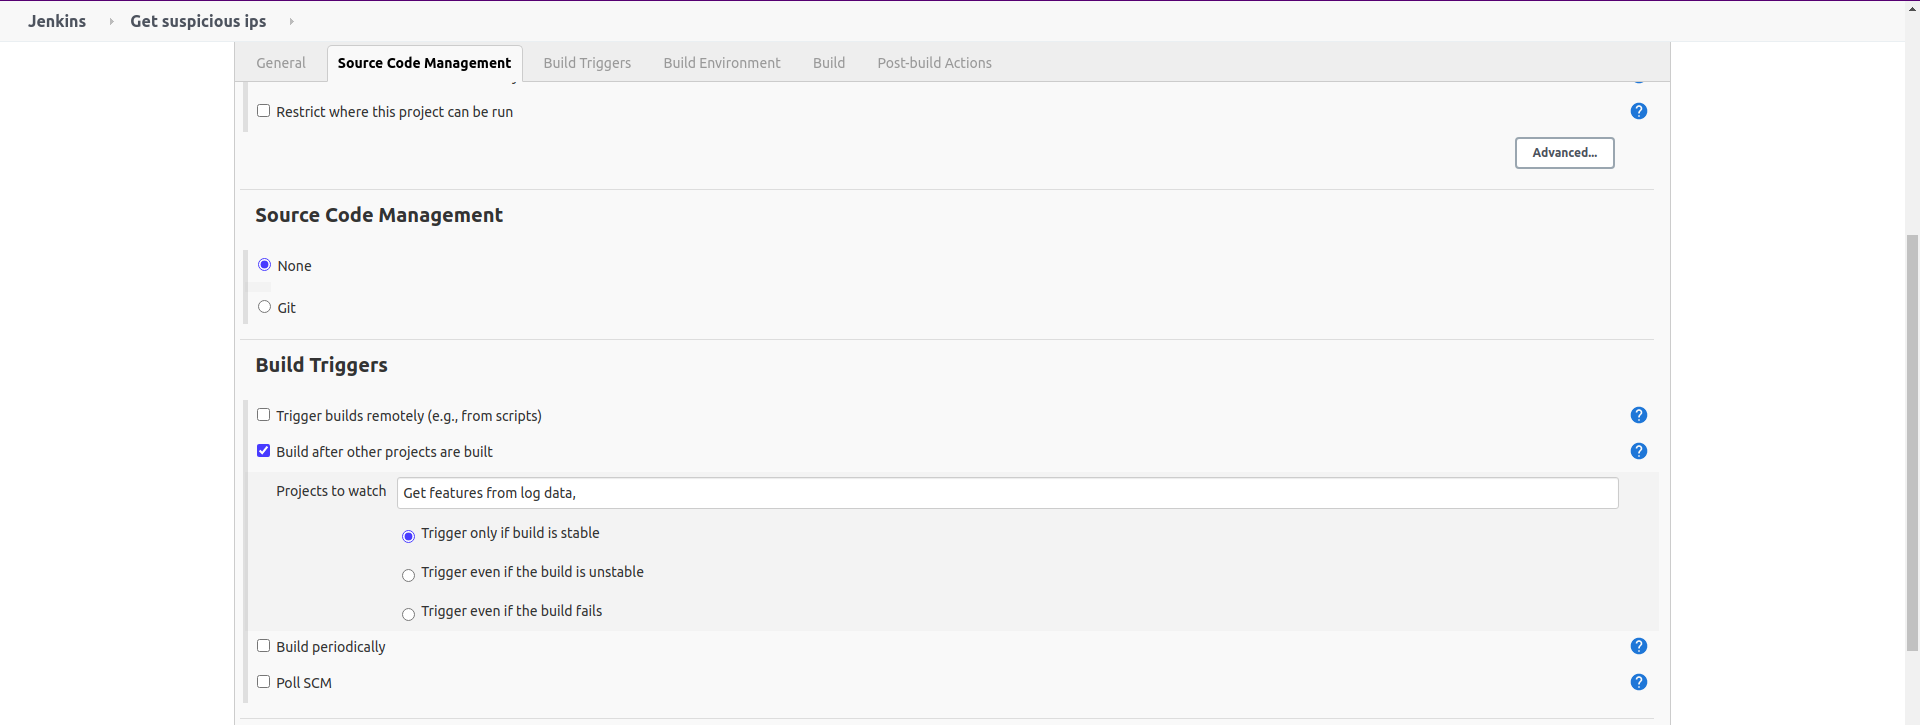 Jenkins Get suspicious ips
General Source Code Management Build Triggers Build Environment Build Post-build Actions
Restrict where this project can be run ?
Advanced...
Source Code Management
None
Git
Build Triggers
Trigger builds remotely (e.g., from scripts) ?
Build after other projects are built ?
Projects to watch Get features from log data,
Trigger only if build is stable
Trigger even if the build is unstable
Trigger even if the build fails
Build periodically ?
Poll SCM ?